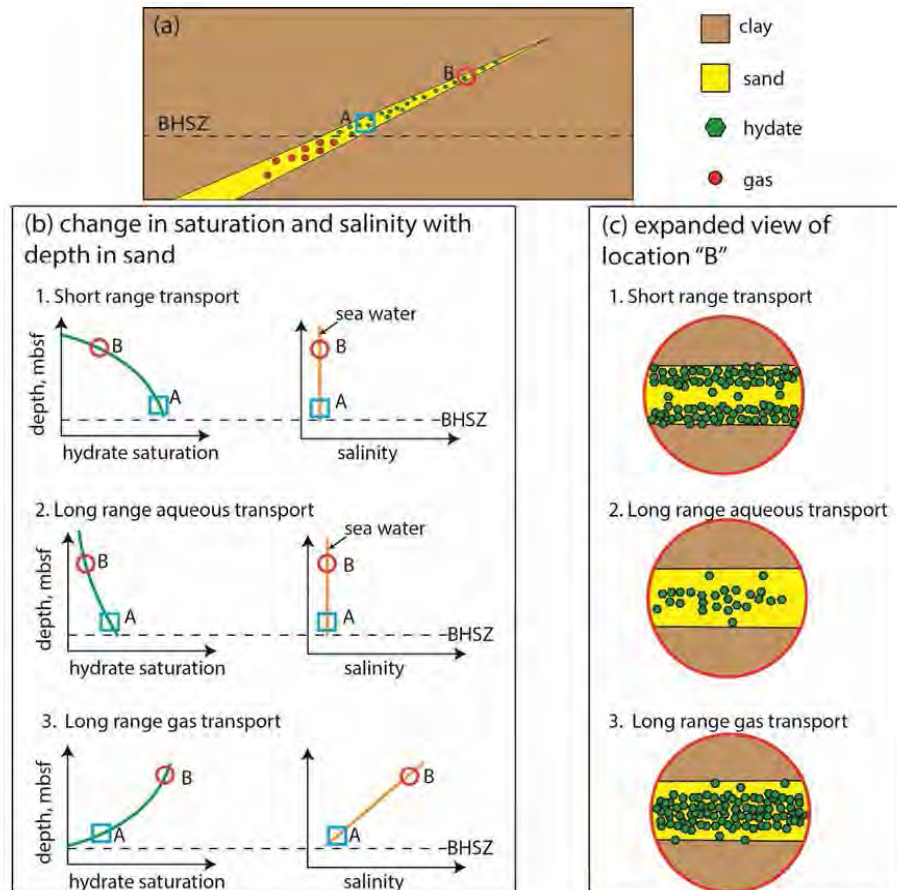 (a)
B
A
BHSZ
clay
sand
hydate
gas
(b) change in saturation and salinity with
depth in sand
1. Short range transport
depth, mbsf
B
A
hydrate saturation
sea water
B
A
BHSZ
salinity
2. Long range aqueous transport
depth, mbsf
B
A
hydrate saturation
sea water
B
A
BHSZ
salinity
3. Long range gas transport
depth, mbsf
B
A
hydrate saturation
B
A
BHSZ
salinity
(c) expanded view of
location "B"
1. Short range transport
2. Long range aqueous transport
3. Long range gas transport